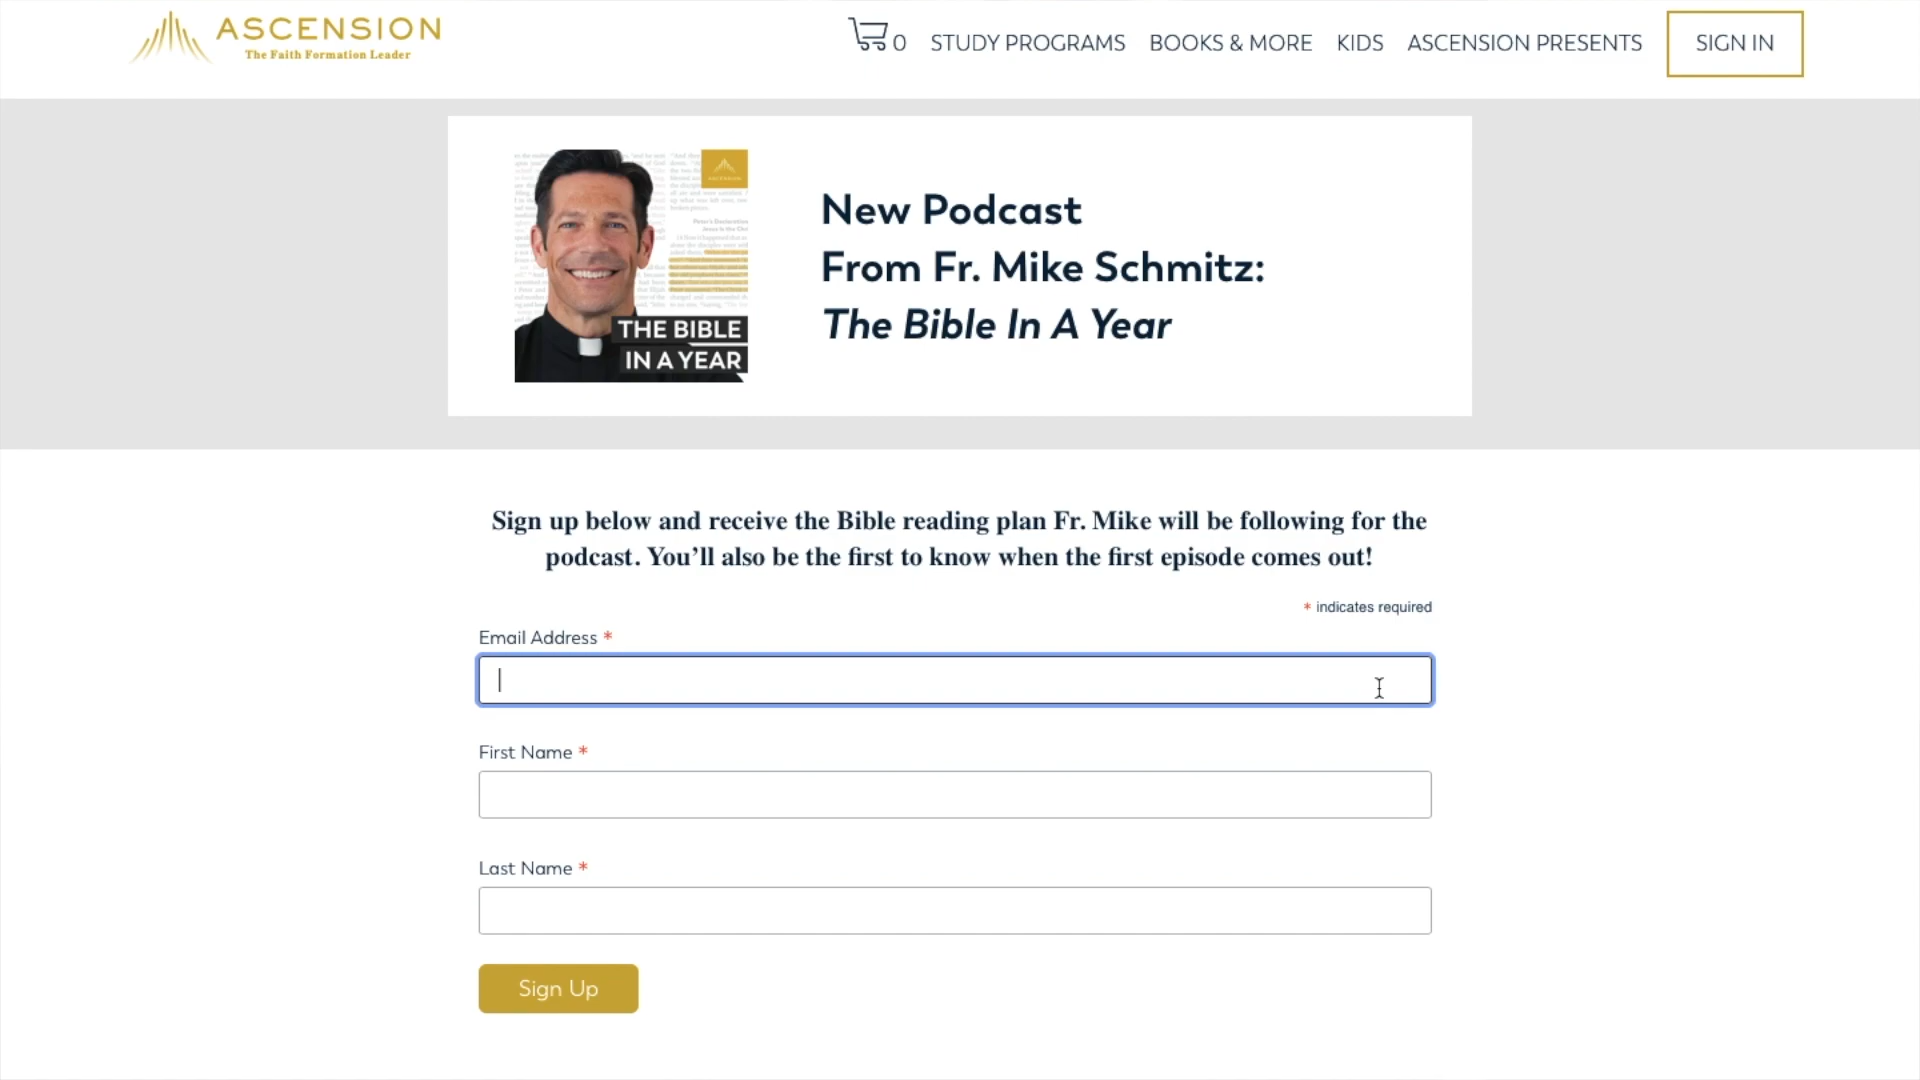 ASCENSION
The Faith Formation Leader
0 STUDY PROGRAMS BOOKS & MORE KIDS ASCENSION PRESENTS SIGN IN
THE BIBLE
IN A YEAR
New Podcast
From Fr. Mike Schmitz:
The Bible In A Year
Sign up below and receive the Bible reading plan Fr. Mike will be following for the
podcast. You’ll also be the first to know when the first episode comes out!
* indicates required
Email Address *
First Name *
Last Name *
Sign Up